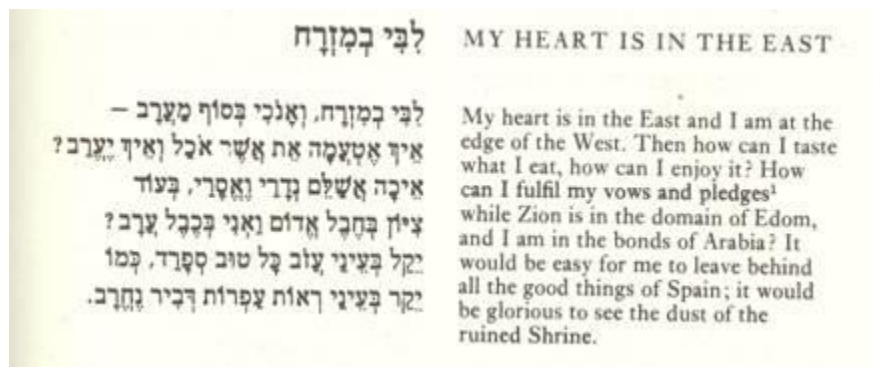 לִבִּי בְמִזְרָח
לִבִּי בְמִזְרָח, וְאָנֹכִי בְּסוֹף מַעֲרָב –
אֵיךְ אֶטְעֲמָה אֵת אֲשֶׁר אֹכַל וְאֵיךְ יֶעֱרַב?
אֵיכָה אֲשַׁלֵּם נְדָרַי וֶאֱסָרַי, בְּעוֹד
צִיּוֹן בְּחֶבֶל אֱדוֹם וַאֲנִי בְּכֶבֶל עֲרָב?
יֵקַל בְּעֵינַי עֲזֹב כָּל טוּב סְפָרַד, כְּמוֹ
יֵקַר בְּעֵינַי רְאוֹת עַפְרוֹת דְּבִיר נֶחֱרָב.
MY HEART IS IN THE EAST
My heart is in the East and I am at the
edge of the West. Then how can I taste
what I eat, how can I enjoy it? How
can I fulfil my vows and pledges¹
while Zion is in the domain of Edom,
and I am in the bonds of Arabia? It
would be easy for me to leave behind
all the good things of Spain; it would
be glorious to see the dust of the
ruined Shrine.